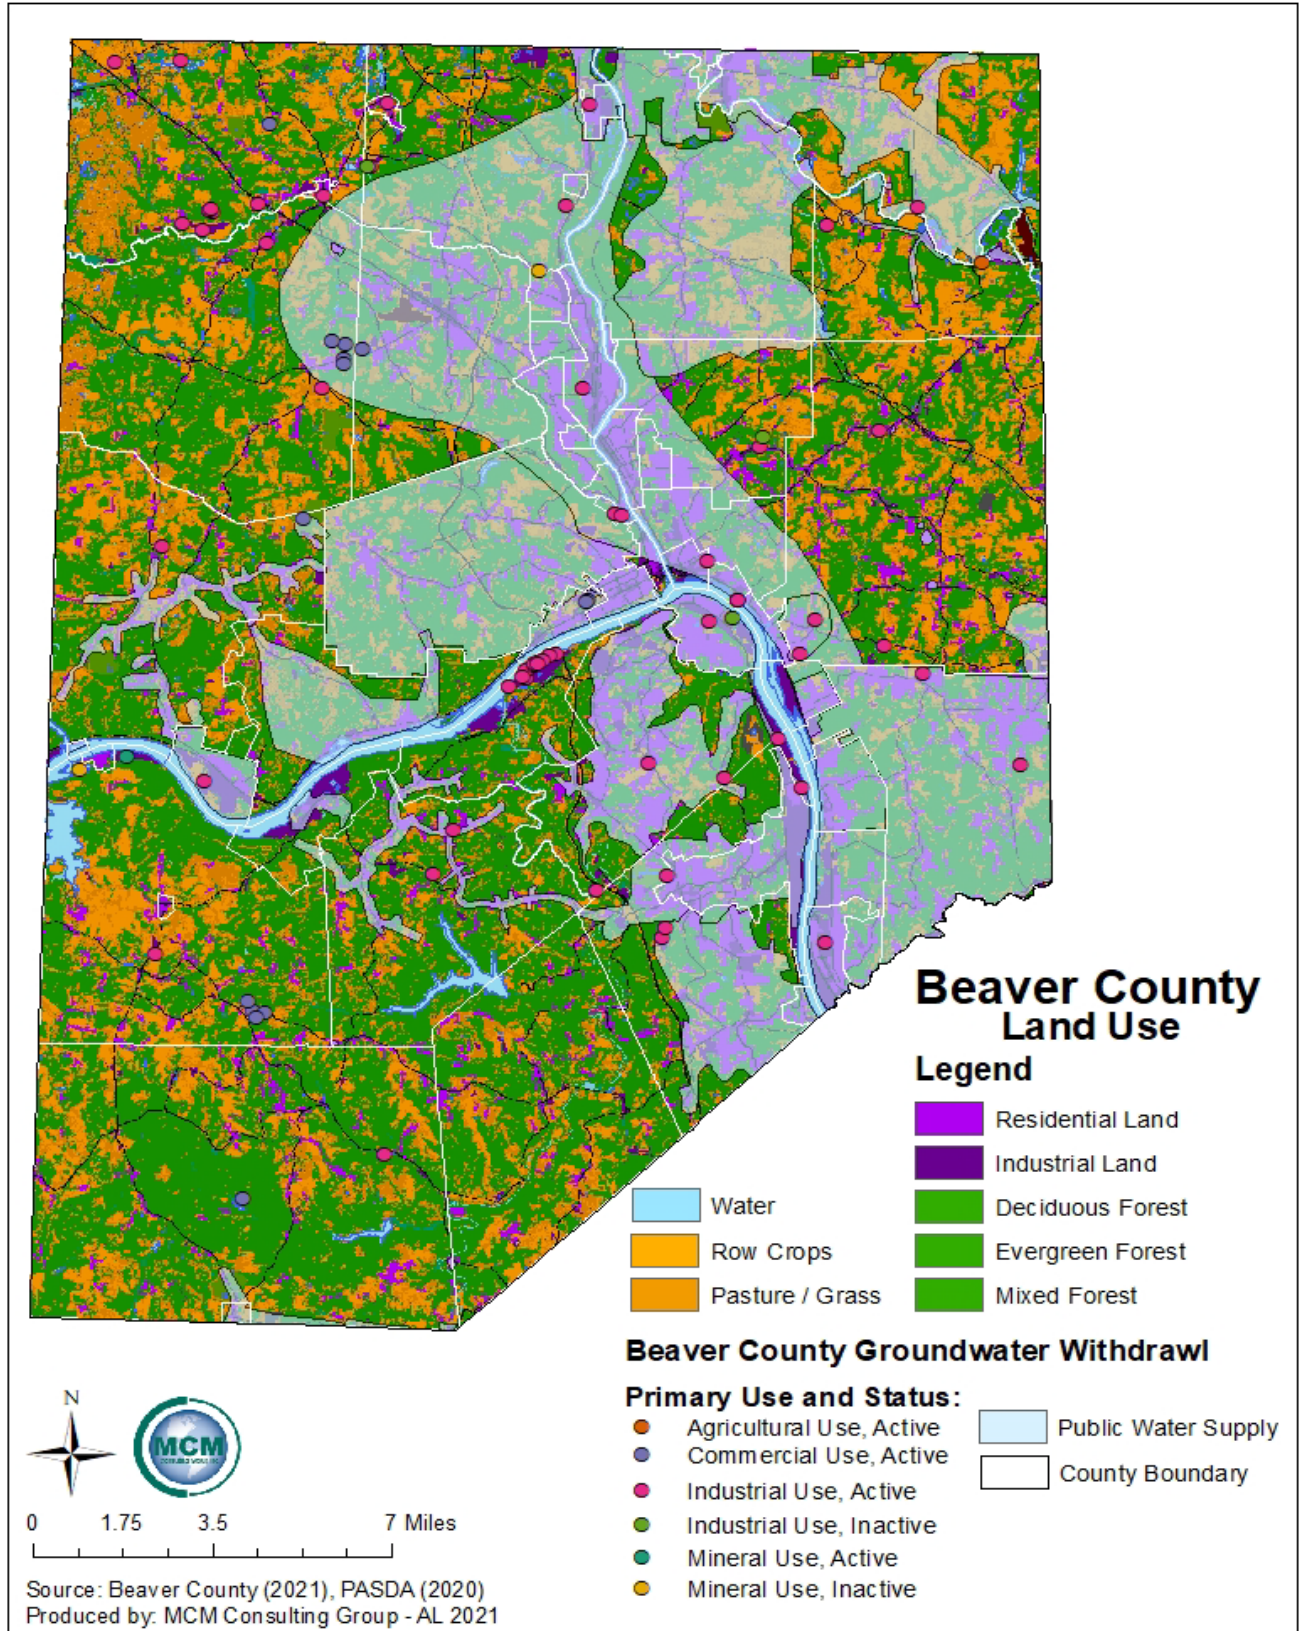 Beaver County
Land Use
Legend
Residential Land
Industrial Land
Deciduous Forest
Evergreen Forest
Mixed Forest
Water
Row Crops
Pasture / Grass
Beaver County Groundwater Withdrawl
Primary Use and Status:
Agricultural Use, Active
Commercial Use, Active
Industrial Use, Active
Industrial Use, Inactive
Mineral Use, Active
Mineral Use, Inactive
Public Water Supply
County Boundary
N
MCM
0 1.75 3.5 7 Miles
Source: Beaver County (2021), PASDA (2020)
Produced by: MCM Consulting Group - AL 2021